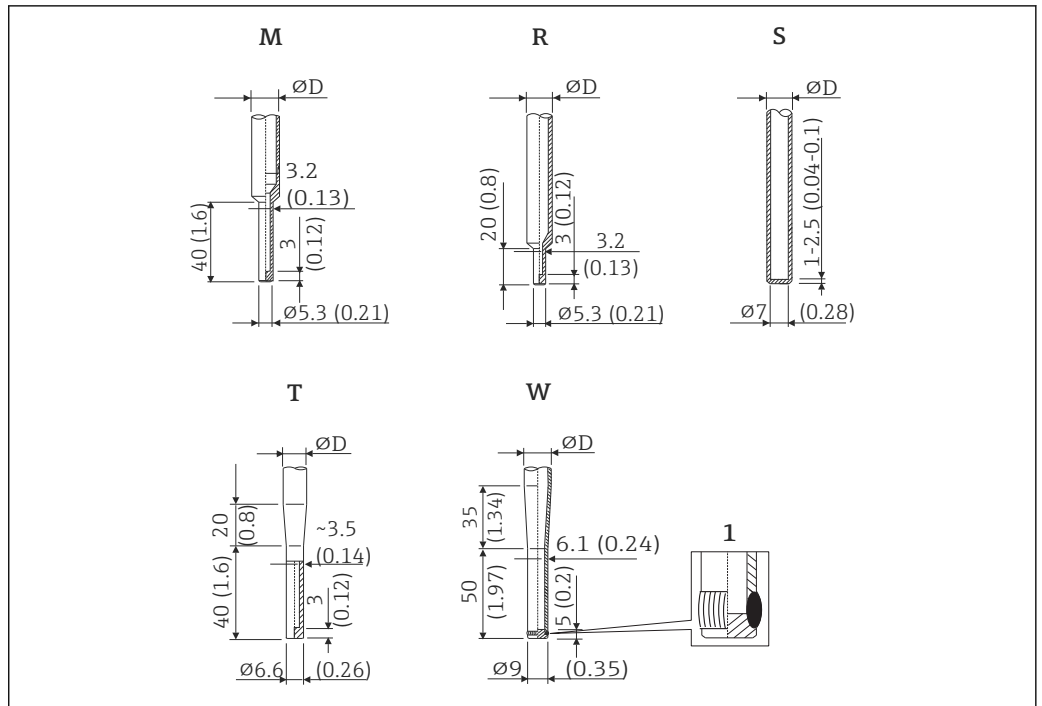 M
R
S
ØD
ØD
ØD
3.2
(0.13)
40 (1.6)
3
(0.12)
Ø5.3 (0.21)
20 (0.8)
3 (0.12)
3.2
(0.13)
Ø5.3 (0.21)
1-2.5 (0.04-0.1)
Ø7 (0.28)
T
W
ØD
ØD
20
(0.8)
~3.5
(0.14)
40 (1.6)
3
(0.12)
Ø6.6 (0.26)
35
(1.34)
6.1 (0.24)
50
(1.97)
5 (0.2)
Ø9 (0.35)
1